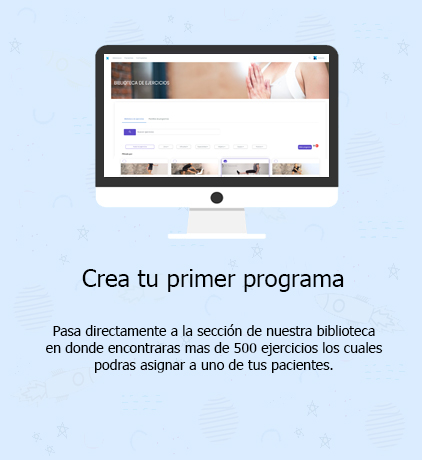 BIBLIOTECA DE EJERCICIOS
Crea tu primer programa
Pasa directamente a la sección de nuestra biblioteca
en donde encontraras mas de 500 ejercicios los cuales
podras asignar a uno de tus pacientes.